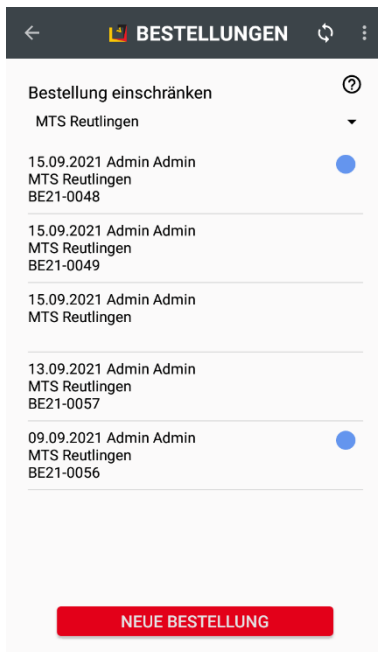 BESTELLUNGEN
Bestellung einschränken
MTS Reutlingen
15.09.2021 Admin Admin
MTS Reutlingen
BE21-0048
15.09.2021 Admin Admin
MTS Reutlingen
BE21-0049
15.09.2021 Admin Admin
MTS Reutlingen
13.09.2021 Admin Admin
MTS Reutlingen
BE21-0057
09.09.2021 Admin Admin
MTS Reutlingen
BE21-0056
NEUE BESTELLUNG